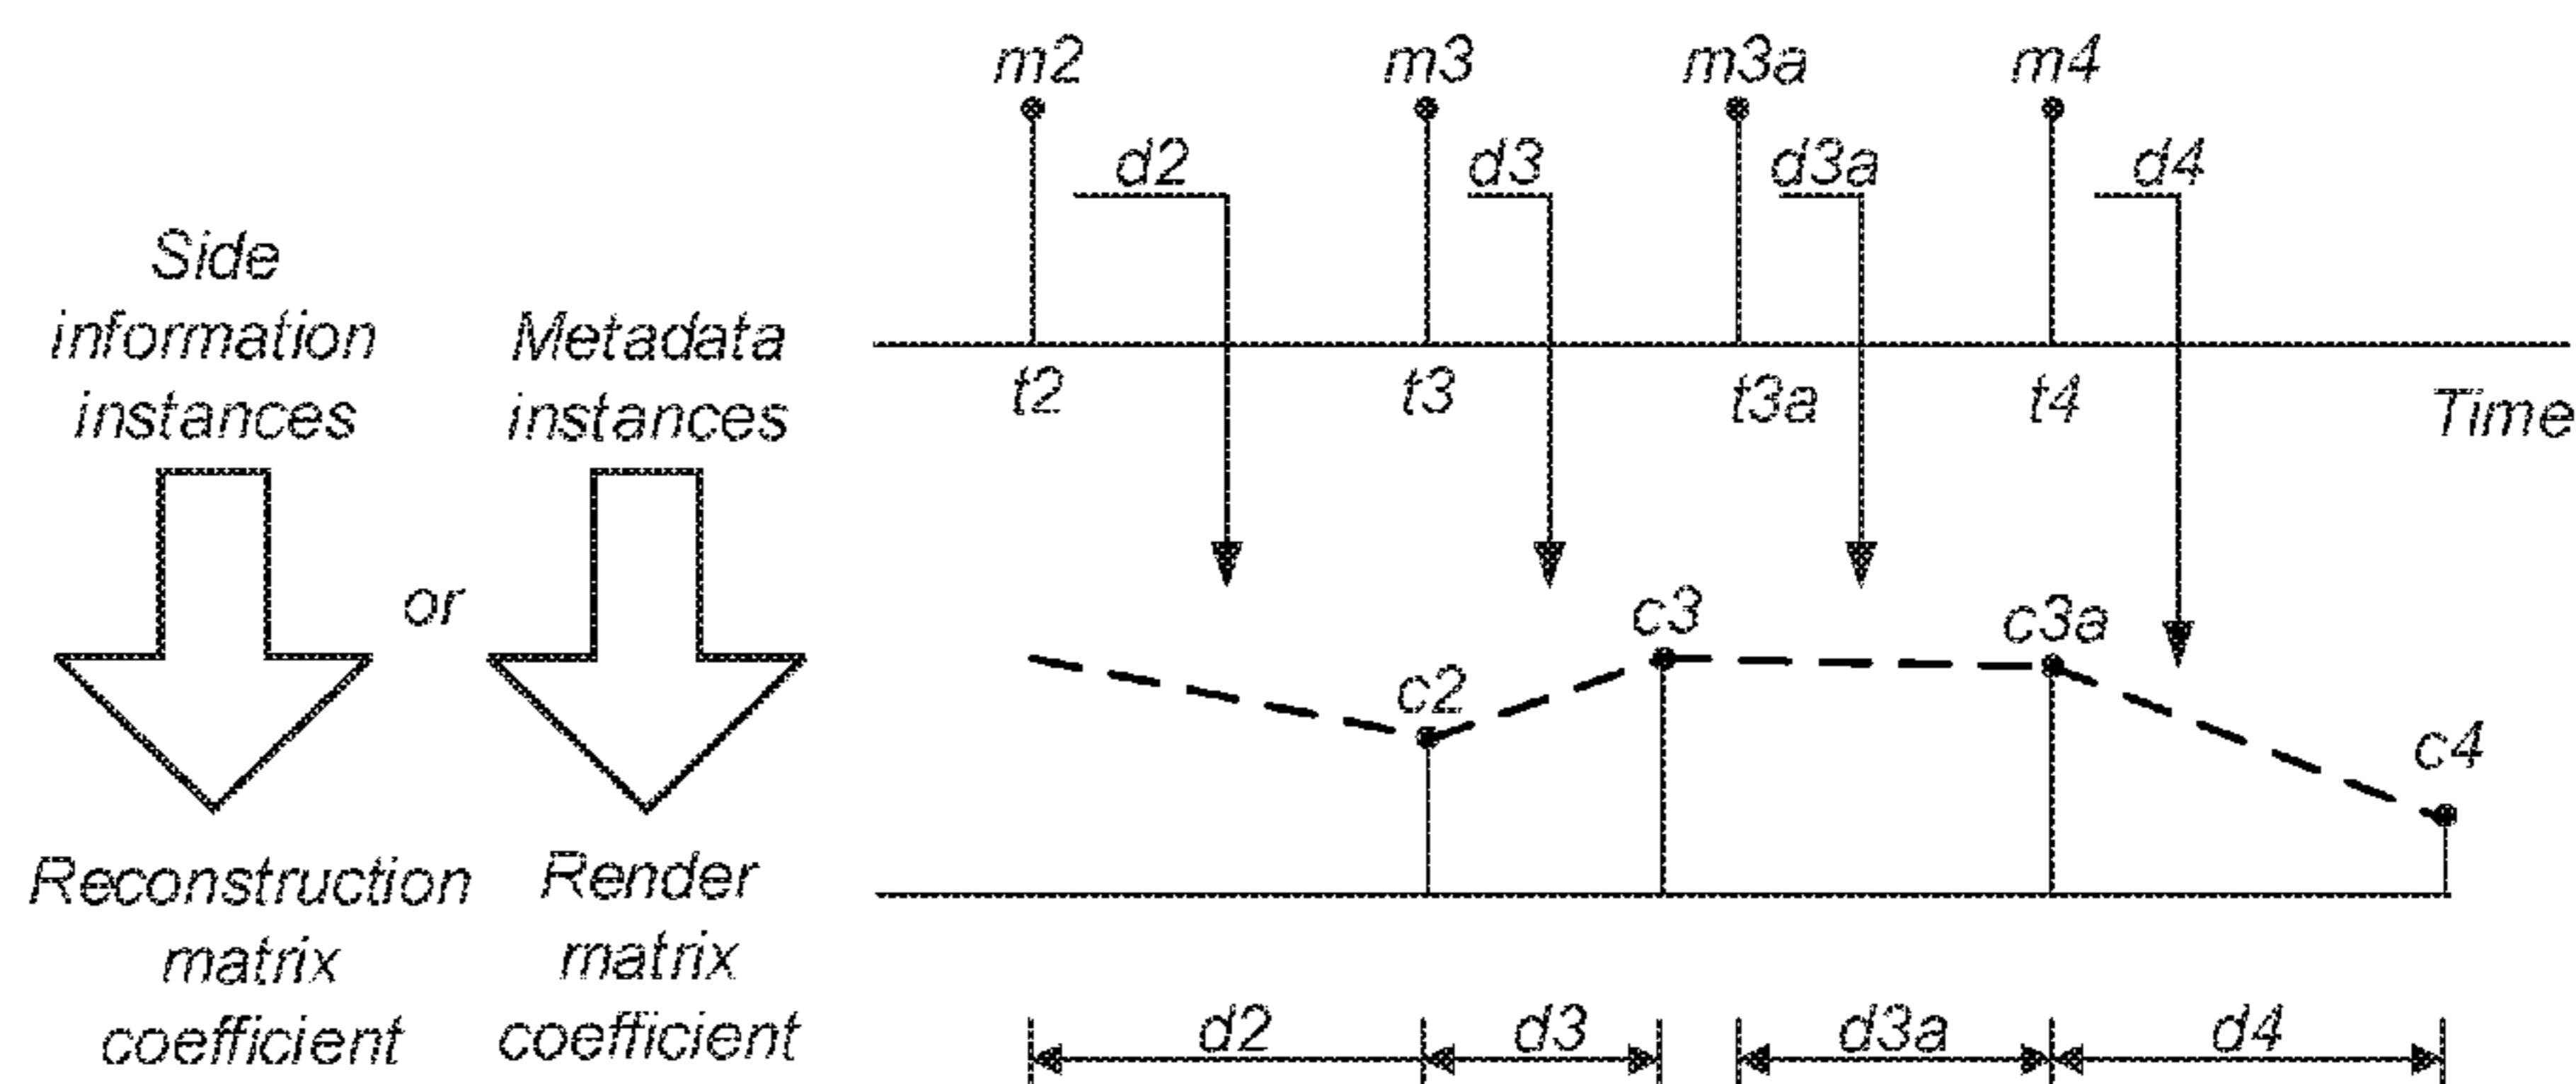 m2 m3 m3a m4
d2 d3 d3a d4
Side
information
instances
Metadata
instances
t2 t3 t3a t4
Time
or
c2 c3 c3a c4
Reconstruction
matrix
coefficient
Render
matrix
coefficient
d2 d3 d3a d4